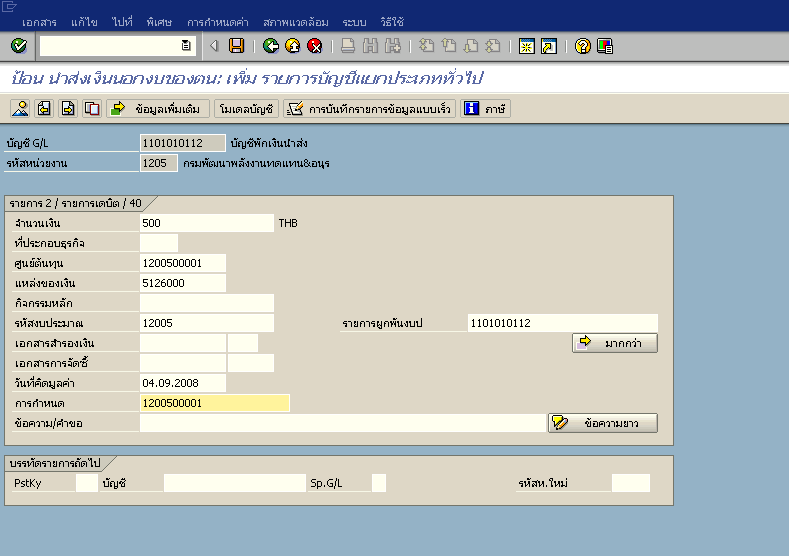 เอกสาร แก้ไข ไปที่ พิเศษ การกำหนดค่า สภาพแวดล้อม ระบบ วิธีใช้
ป้อน นำส่งเงินนอกงบของตน: เพิ่ม รายการบัญชีแยกประเภททั่วไป
ข้อมูลเพิ่มเติม โมเดลบัญชี การบันทึกรายการข้อมูลแบบเร็ว ภาษี
บัญชี G/L 1101010112 บัญชีพักเงินนำส่ง
รหัสหน่วยงาน 1205 กรมพัฒนาพลังงานทดแทน&อนุร
รายการ 2 / รายการเดบิต / 40
จำนวนเงิน 500 THB
ที่ประกอบธุรกิจ
ศูนย์ต้นทุน 1200500001
แหล่งของเงิน 5126000
กิจกรรมหลัก
รหัสงบประมาณ 12005 รายการผูกพันงบป 1101010112
เอกสารสำรองเงิน มากกว่า
เอกสารการจัดซื้
วันที่คิดมูลค่า 04.09.2008
การกำหนด 1200500001
ข้อความ/คำขอ ข้อความยาว
บรรทัดรายการถัดไป
PstKy บัญชี Sp.G/L รหัสห.ใหม่